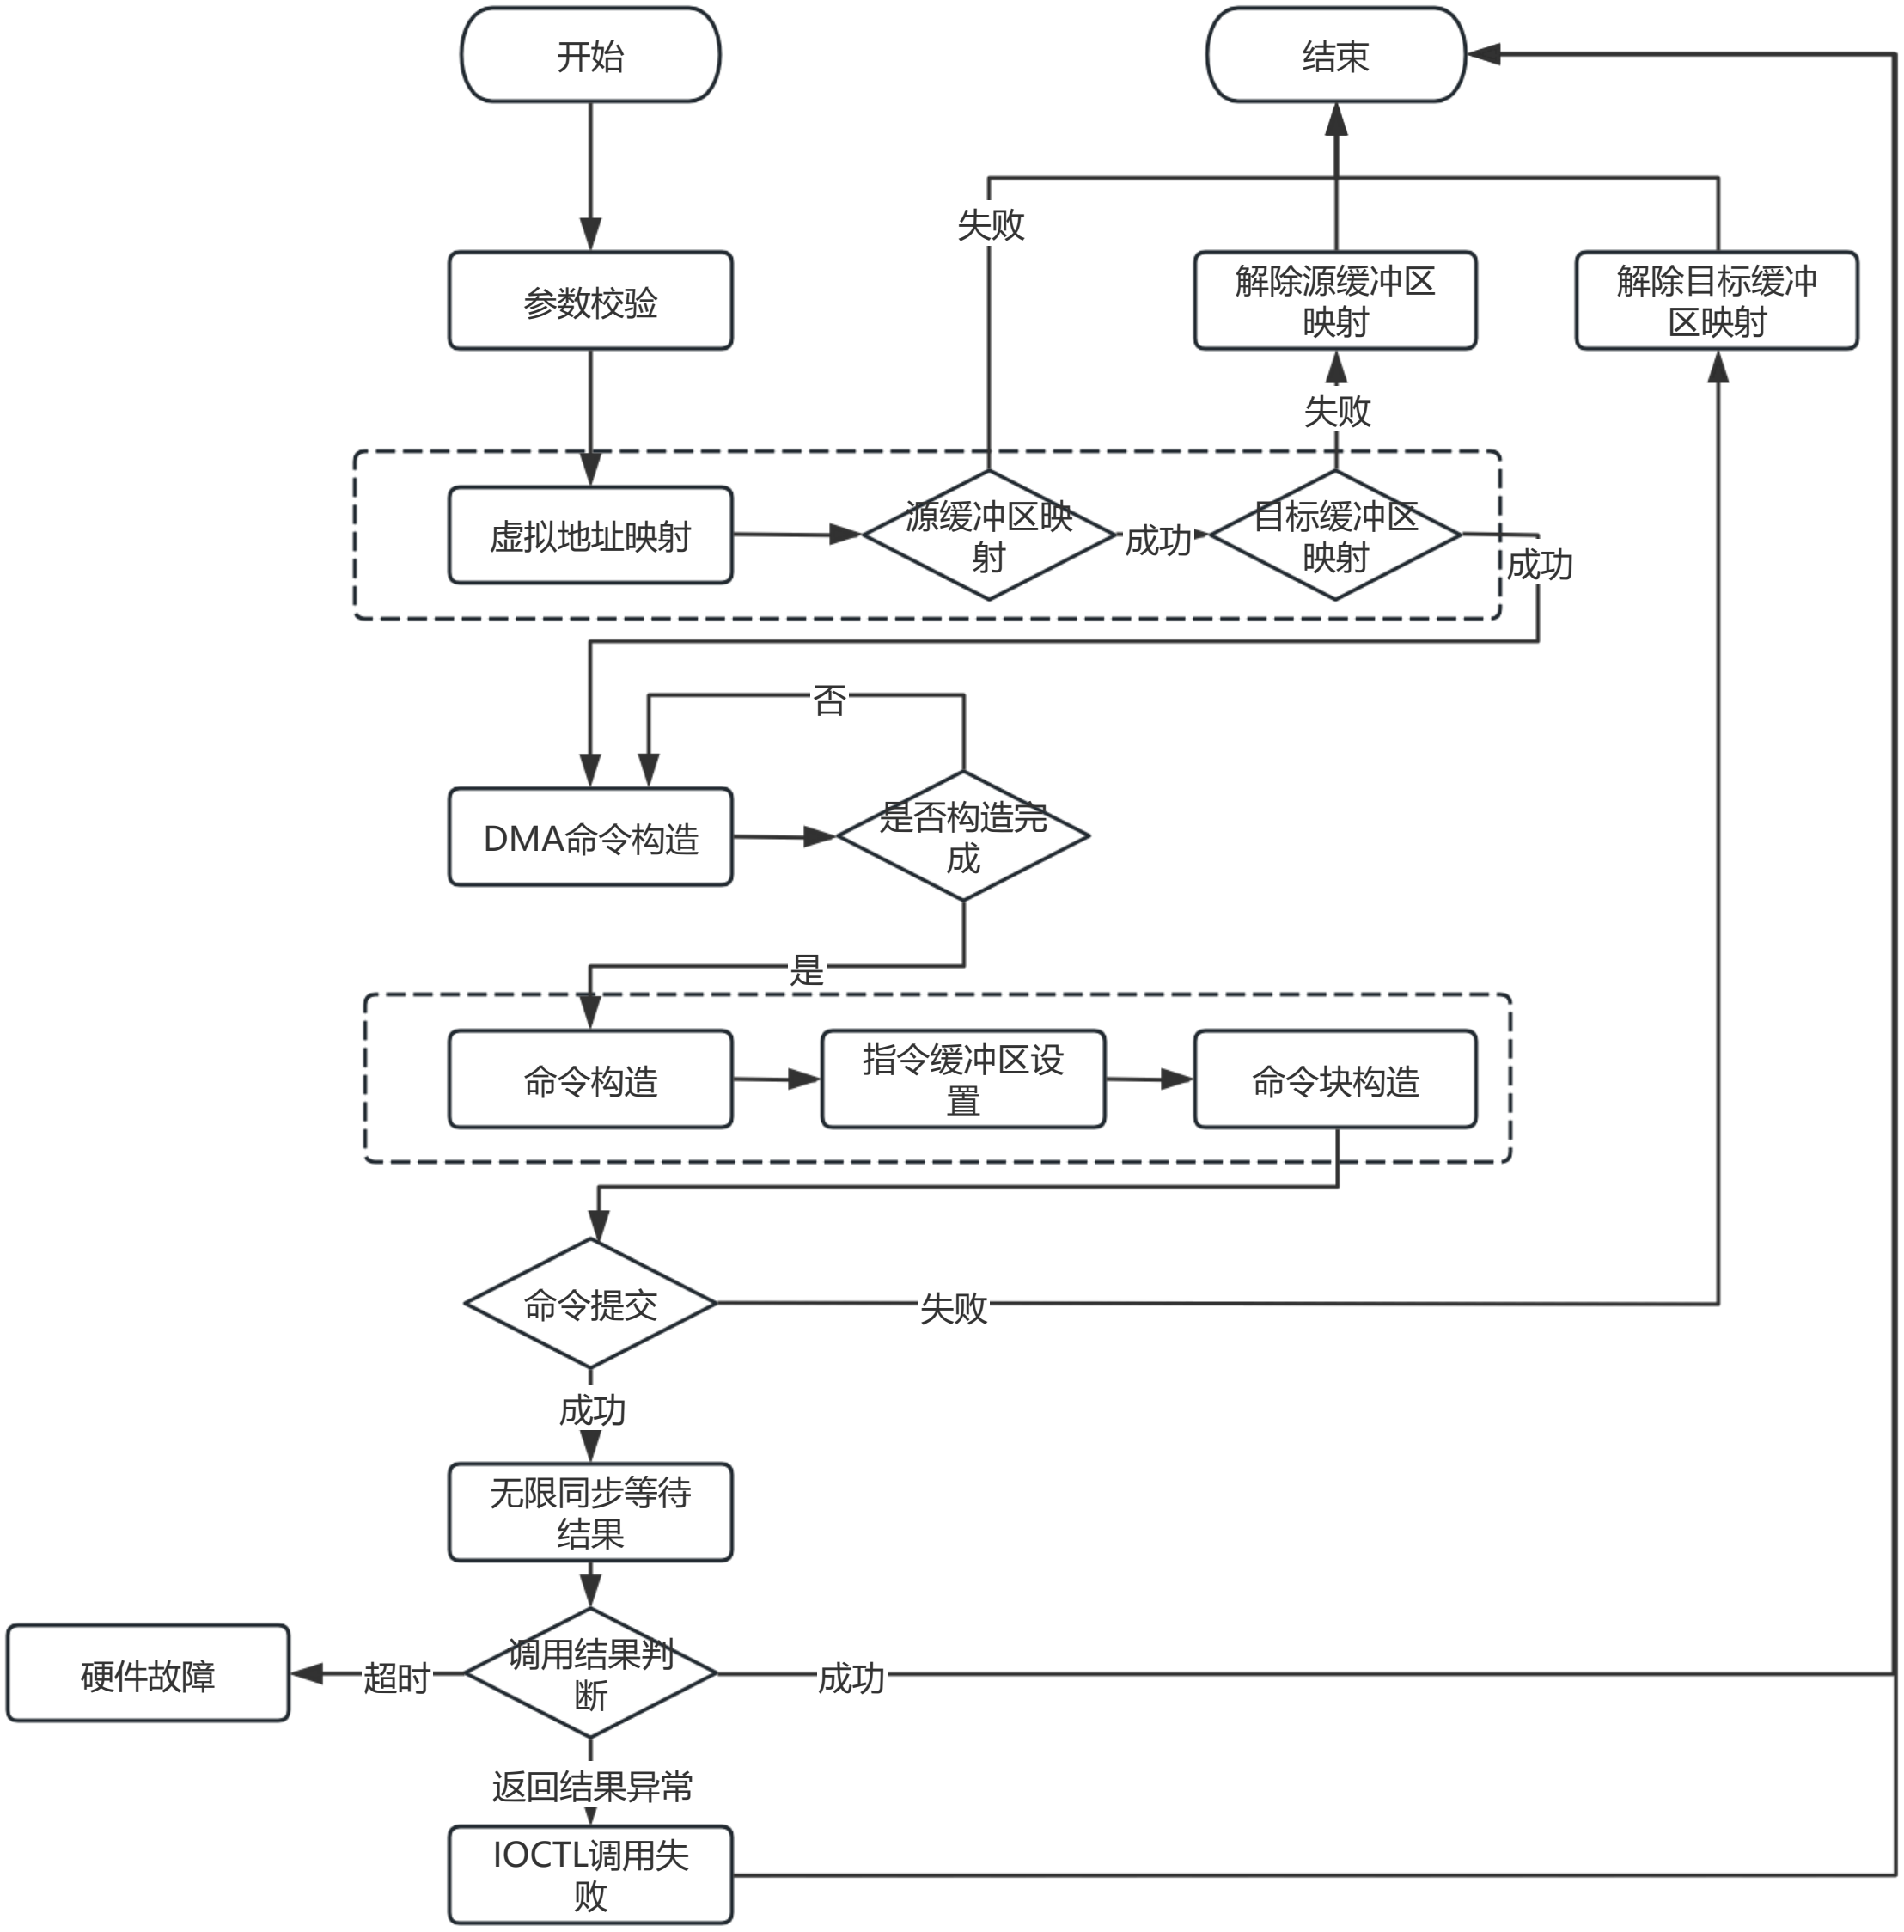 开始
结束
失败
参数校验
解除源缓冲区
映射
解除目标缓冲
区映射
失败
虚拟地址映射
源缓冲区映
射
成功
目标缓冲区
映射
成功
否
DMA命令构造
是否构造完
成
是
命令构造
指令缓冲区设
置
命令块构造
命令提交
失败
成功
无限同步等待
结果
硬件故障
超时
调用结果判
断
成功
返回结果异常
IOCTL调用失
败